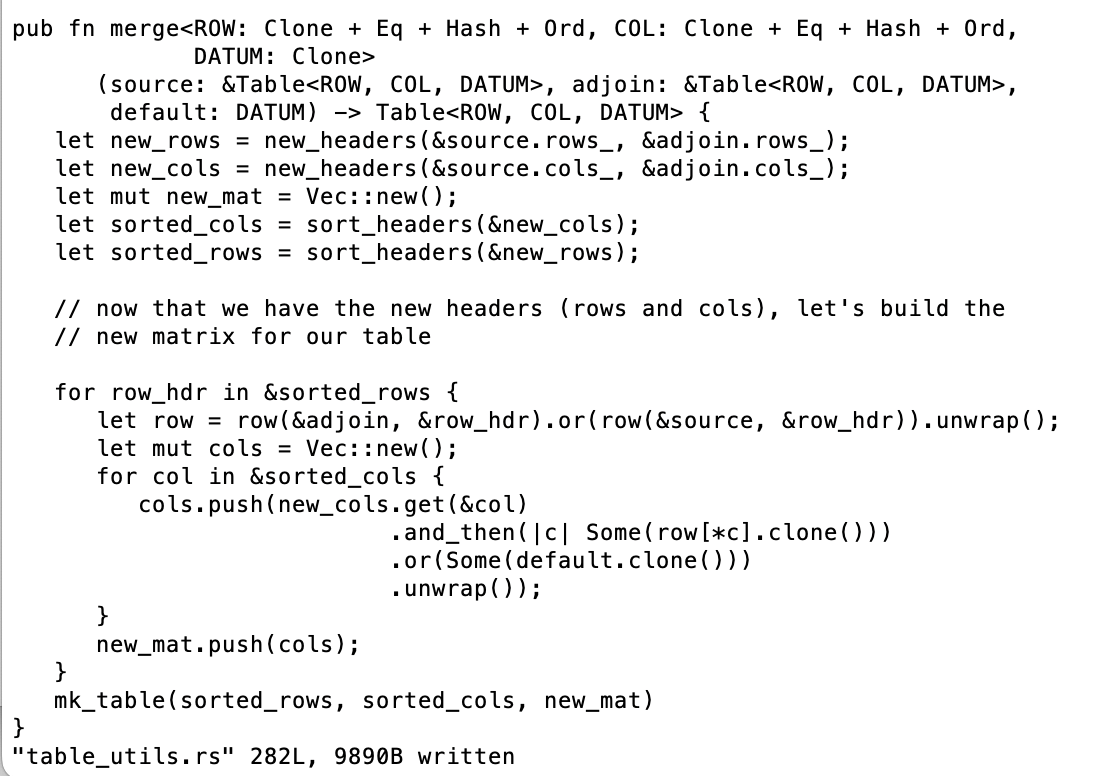 pub fn merge<ROW: Clone + Eq + Hash + Ord, COL: Clone + Eq + Hash + Ord,
             DATUM: Clone>
      (source: &Table<ROW, COL, DATUM>, adjoin: &Table<ROW, COL, DATUM>,
       default: DATUM) -> Table<ROW, COL, DATUM> {
   let new_rows = new_headers(&source.rows_, &adjoin.rows_);
   let new_cols = new_headers(&source.cols_, &adjoin.cols_);
   let mut new_mat = Vec::new();
   let sorted_cols = sort_headers(&new_cols);
   let sorted_rows = sort_headers(&new_rows);

   // now that we have the new headers (rows and cols), let's build the
   // new matrix for our table

   for row_hdr in &sorted_rows {
      let row = row(&adjoin, &row_hdr).or(row(&source, &row_hdr)).unwrap();
      let mut cols = Vec::new();
      for col in &sorted_cols {
         cols.push(new_cols.get(&col)
                           .and_then(|c| Some(row[*c].clone()))
                           .or(Some(default.clone()))
                           .unwrap());
      }
      new_mat.push(cols);
   }
   mk_table(sorted_rows, sorted_cols, new_mat)
}
"table_utils.rs" 282L, 9890B written